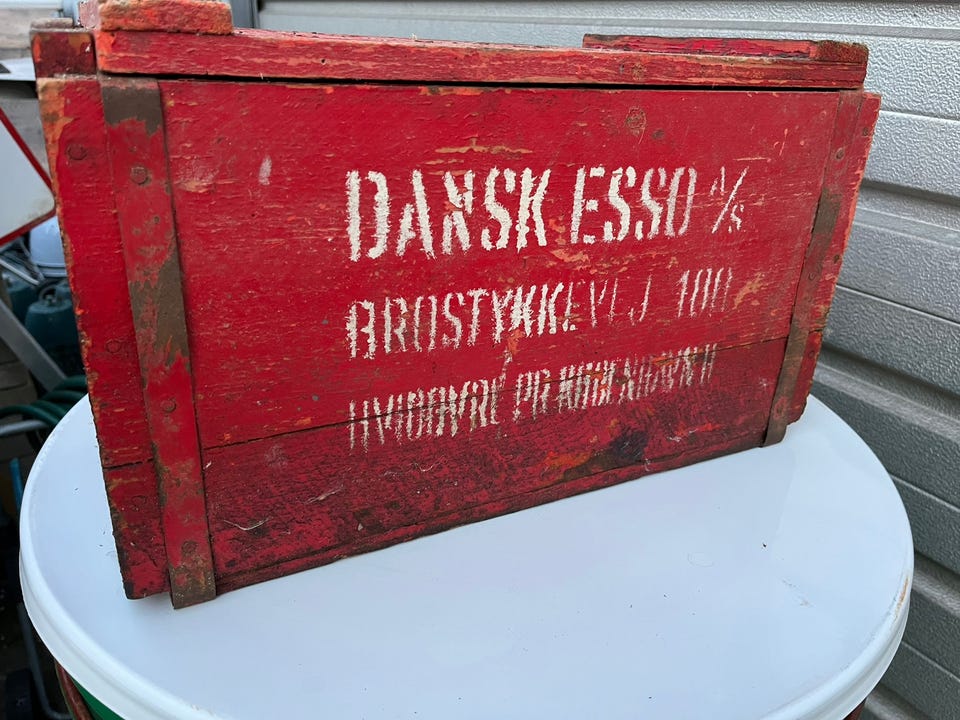 DANSK ESSO A/S
BROSTYKKEVEJ 100
HVIDOVRE PR KØBENHAVN